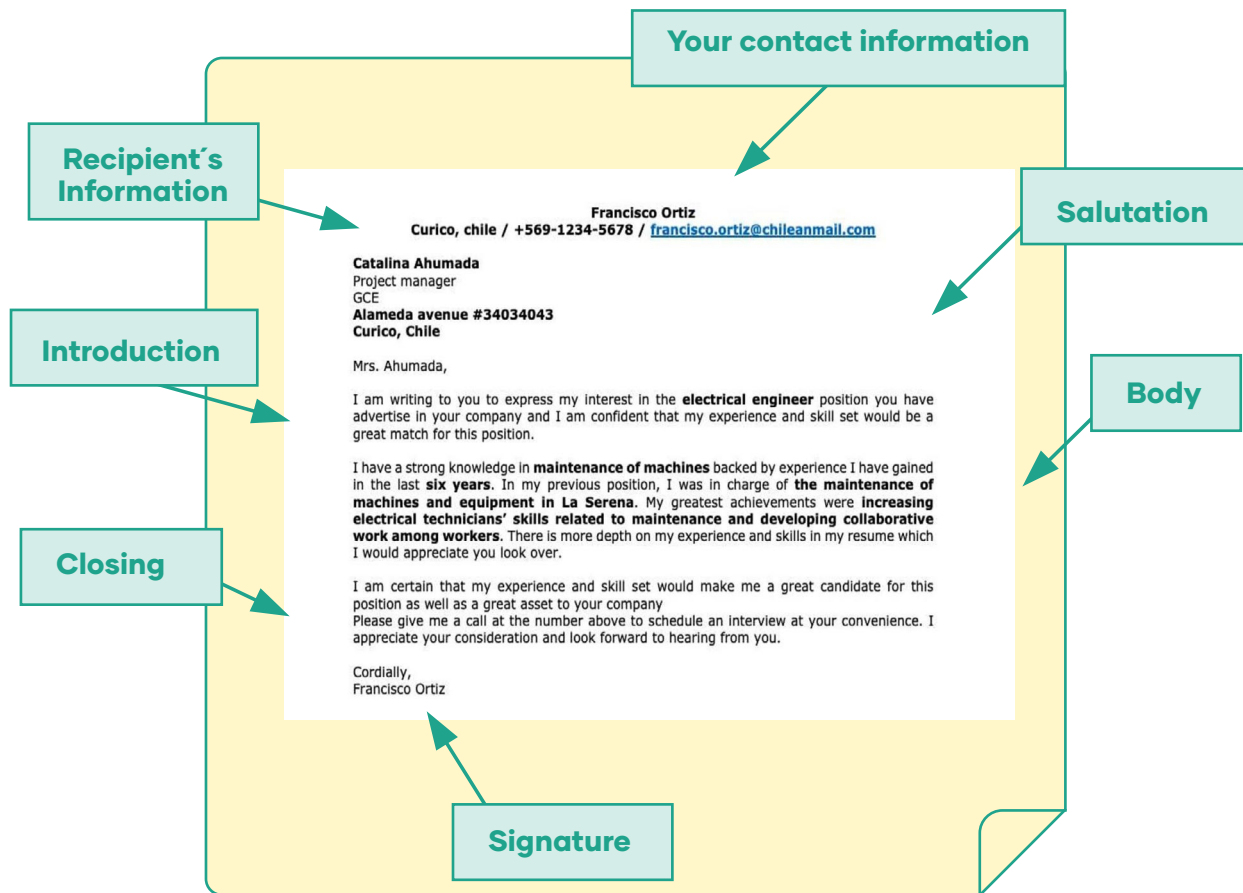 Your contact information
Recipient´s
Information
Salutation
Introduction
Body
Closing
Signature
Francisco Ortiz
Curico, chile / +569-1234-5678 / francisco.ortiz@chileanmail.com
Catalina Ahumada
Project manager
GCE
Alameda avenue #34034043
Curico, Chile
Mrs. Ahumada,
I am writing to you to express my interest in the electrical engineer position you have
advertise in your company and I am confident that my experience and skill set would be a
great match for this position.
I have a strong knowledge in maintenance of machines backed by experience I have gained
in the last six years. In my previous position, I was in charge of the maintenance of
machines and equipment in La Serena. My greatest achievements were increasing
electrical technicians’ skills related to maintenance and developing collaborative
work among workers. There is more depth on my experience and skills in my resume which
I would appreciate you look over.
I am certain that my experience and skill set would make me a great candidate for this
position as well as a great asset to your company
Please give me a call at the number above to schedule an interview at your convenience. I
appreciate your consideration and look forward to hearing from you.
Cordially,
Francisco Ortiz